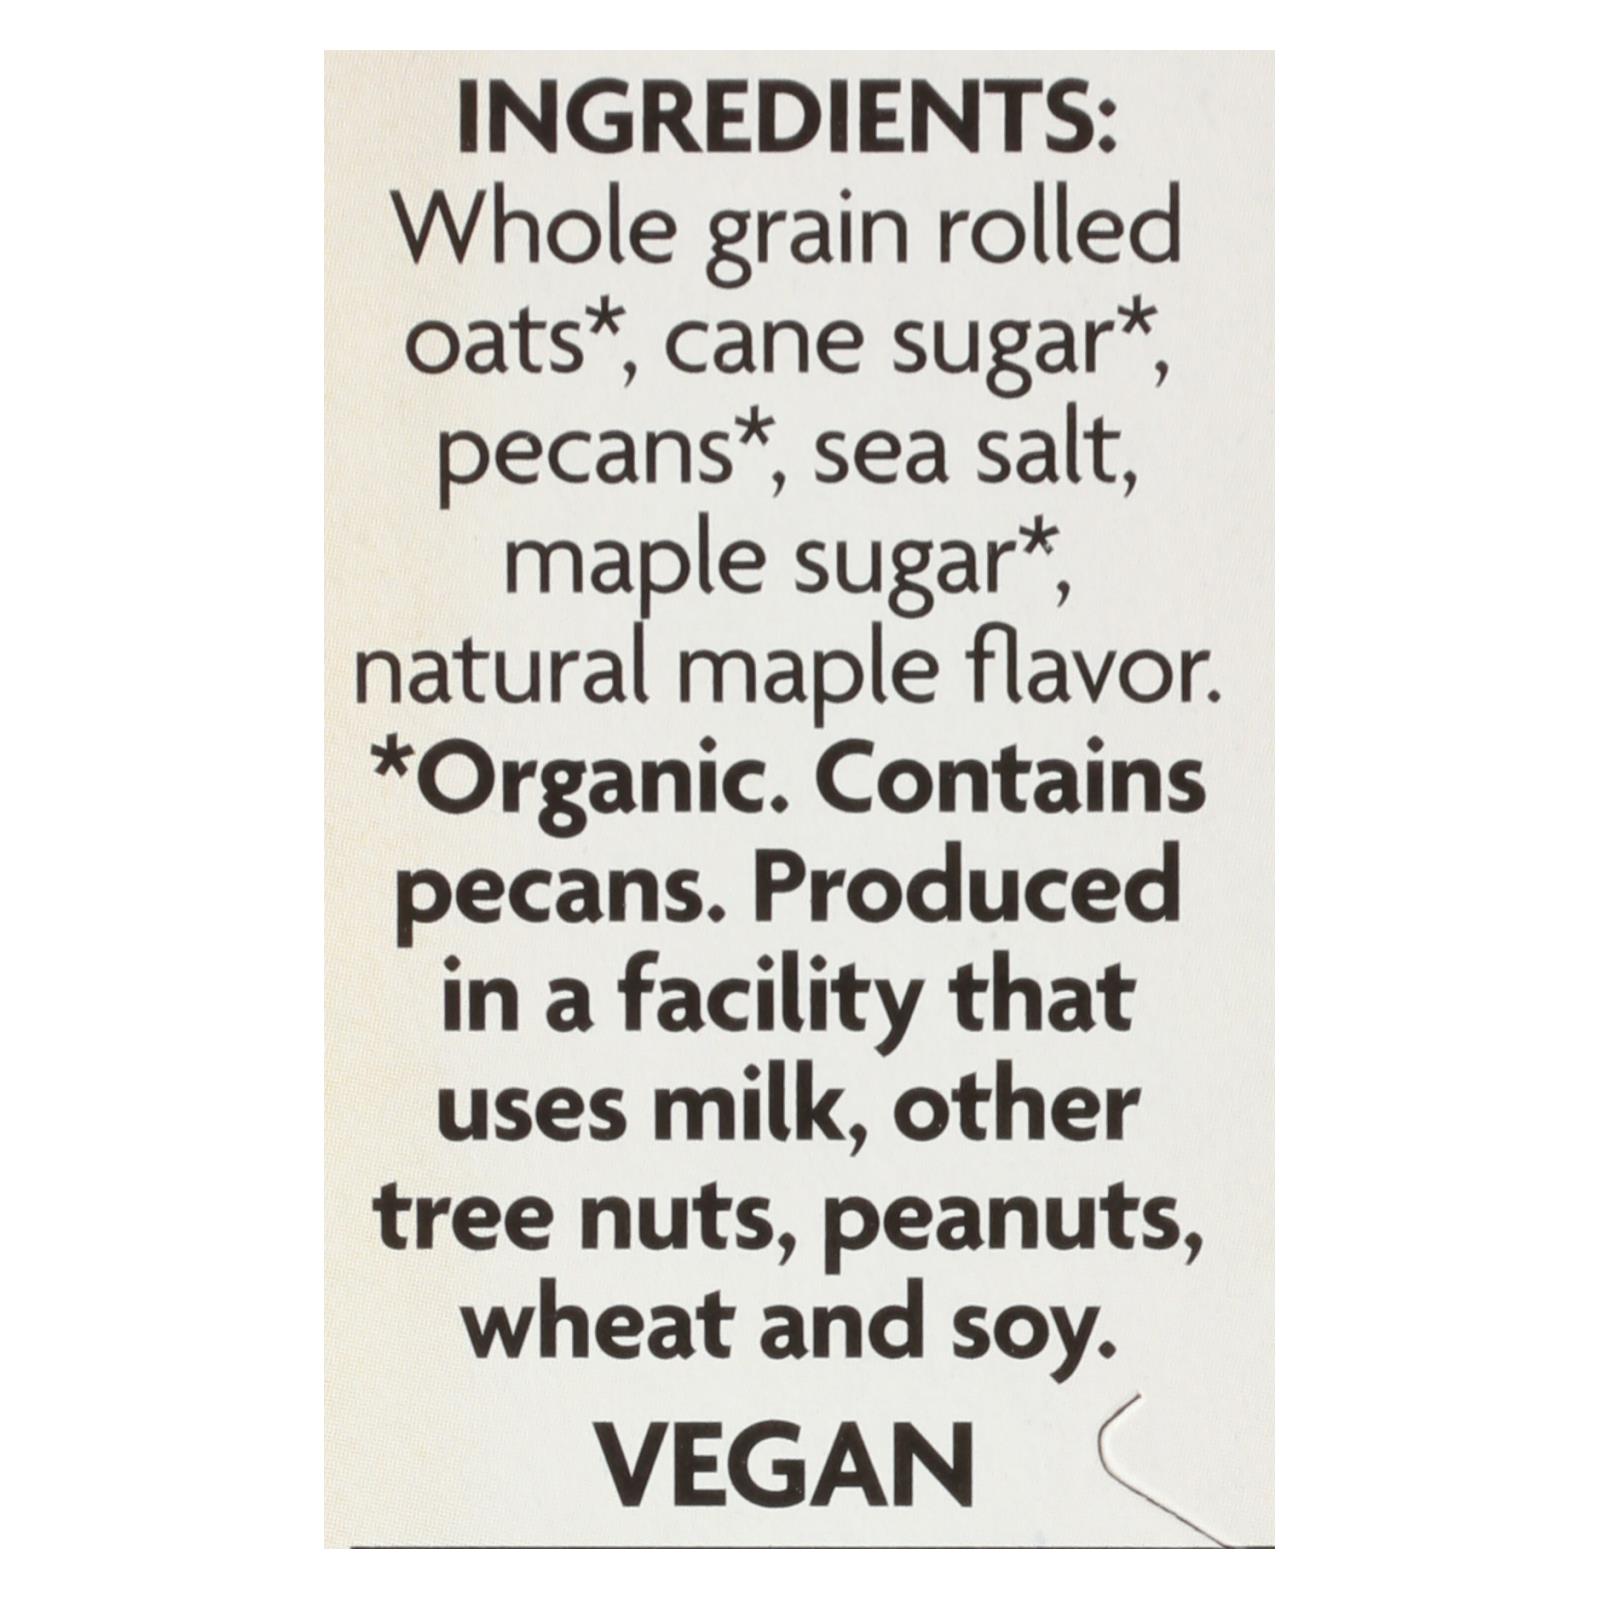 INGREDIENTS:
Whole grain rolled
oats*, cane sugar*,
pecans*, sea salt,
maple sugar*,
natural maple flavor.
*Organic. Contains
pecans. Produced
in a facility that
uses milk, other
tree nuts, peanuts,
wheat and soy.
VEGAN